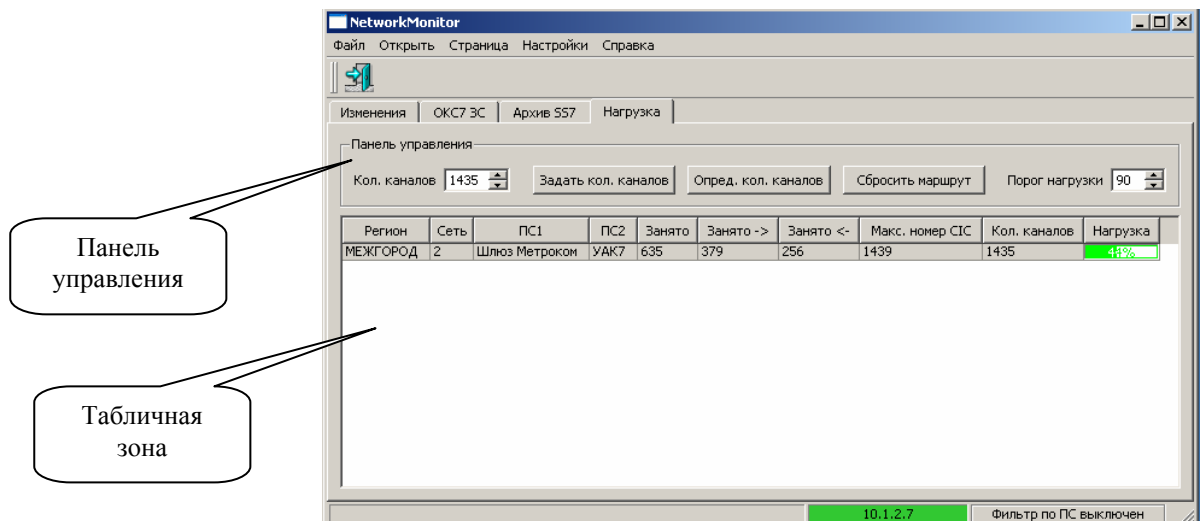 NetworkMonitor
Файл Открыть Страница Настройки Справка
Изменения ОКС7 ЗС Архив SS7 Нагрузка
Панель управления
Кол. каналов 1435 Задать кол. каналов Опред. кол. каналов Сбросить маршрут Порог нагрузки 90
Регион Сеть ПС1 ПС2 Занято Занято -> Занято <- Макс. номер CIC Кол. каналов Нагрузка
МЕЖГОРОД 2 Шлюз Метроком УАК7 635 379 256 1439 1435 44%
Панель
управления
Табличная
зона
10.1.2.7 Фильтр по ПС выключен